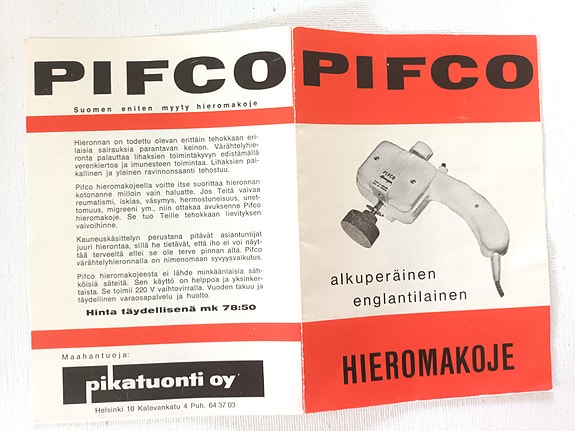 PIFCO
Suomen eniten myyty hieromakoje
Hieronnan on todettu olevan erittäin tehokkaan eri-
laisia sairauksia parantavan keinon. Värähtelyhie-
ronta palauttaa lihaksien toimintakyvyn edistämällä
verenkiertoa ja imunesteen toimintaa. Lihaksien pai-
kallinen ja yleinen ravinnonsaanti tehostuu.
Pifco hieromakojeella voitte itse suorittaa hieronnan
kotonanne milloin vain haluatte. Jos Teitä vaivaa
reumatismi, iskias, väsymys, hermostuneisuus, unet-
tomuus, migreeni ym., niin ottakaa avuksenne Pifco
hieromakoje. Se tuo Teille tehokkaan lievityksen
vaivoihinne.
Kauneuskäsittelyn perustana pitävät asiantuntijat
juuri hierontaa, sillä he tietävät, että iho ei voi näyt-
tää terveeltä ellei se ole terve pinnan alta. Pifco
värähtelyhieronnalla on nimenomaan syvyysvaikutus.
Pifco hieromakojeesta ei lähde minkäänlaisia säh-
köisiä säteitä. Sen käyttö on helppoa ja yksinker-
taista. Se toimii 220 V vaihtovirralla. Vuoden takuu ja
täydellinen varaosapalvelu ja huolto.
Hinta täydellisenä mk 78:50
Maahantuoja:
pikatuonti oy
Helsinki 10 Kalevankatu 4 Puh. 64 37 03
PIFCO
PIFCO
alkuperäinen
englantilainen
HIEROMAKOJE